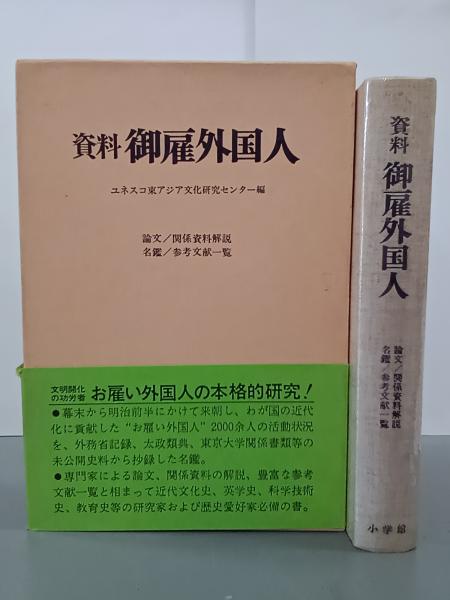 資料 御雇外国人
ユネスコ東アジア文化研究センター編
論文／関係資料解説
名鑑／参考文献一覧
文明開化
の功労者
お雇い外国人の本格的研究！
●幕末から明治前半にかけて来朝し、わが国の近代
化に貢献した“お雇い外国人”2000余人の活動状況
を、外務省記録、太政類典、東京大学関係書類等の
未公開史料から抄録した名鑑。
●専門家による論文、関係資料の解説、豊富な参考
文献一覧と相まって近代文化史、英学史、科学技術
史、教育史等の研究家および歴史愛好家必備の書。
資料 御雇外国人
論文／関係資料解説
名鑑／参考文献一覧
小学館